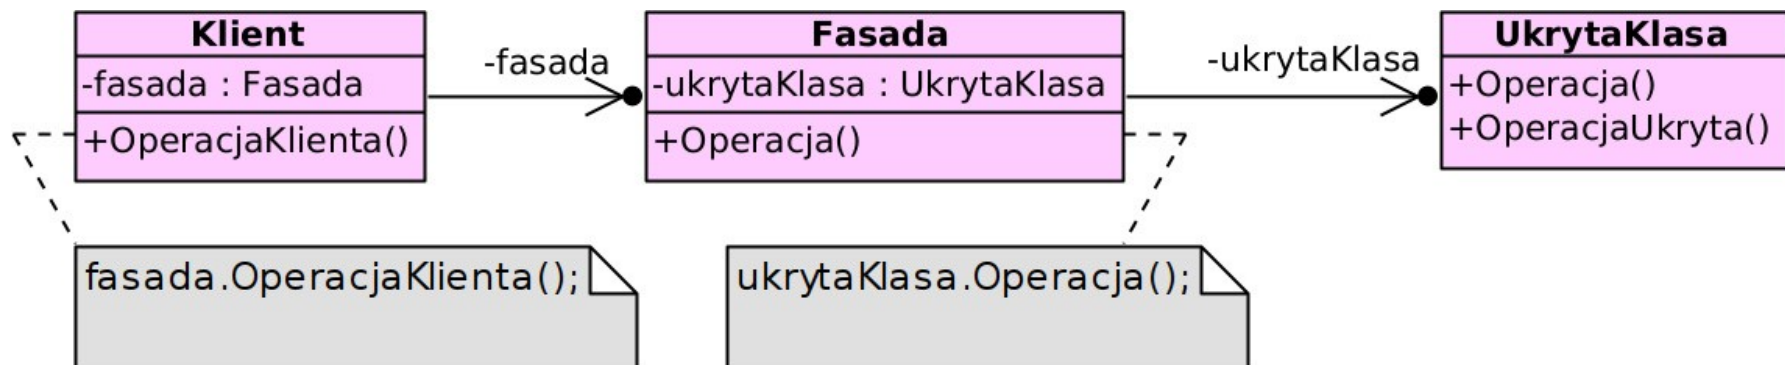 Klient
-fasada : Fasada
+OperacjaKlienta()
-fasada
Fasada
-ukrytaKlasa : UkrytaKlasa
+Operacja()
-ukrytaKlasa
UkrytaKlasa
+Operacja()
+OperacjaUkryta()
fasada.OperacjaKlienta();
ukrytaKlasa.Operacja();